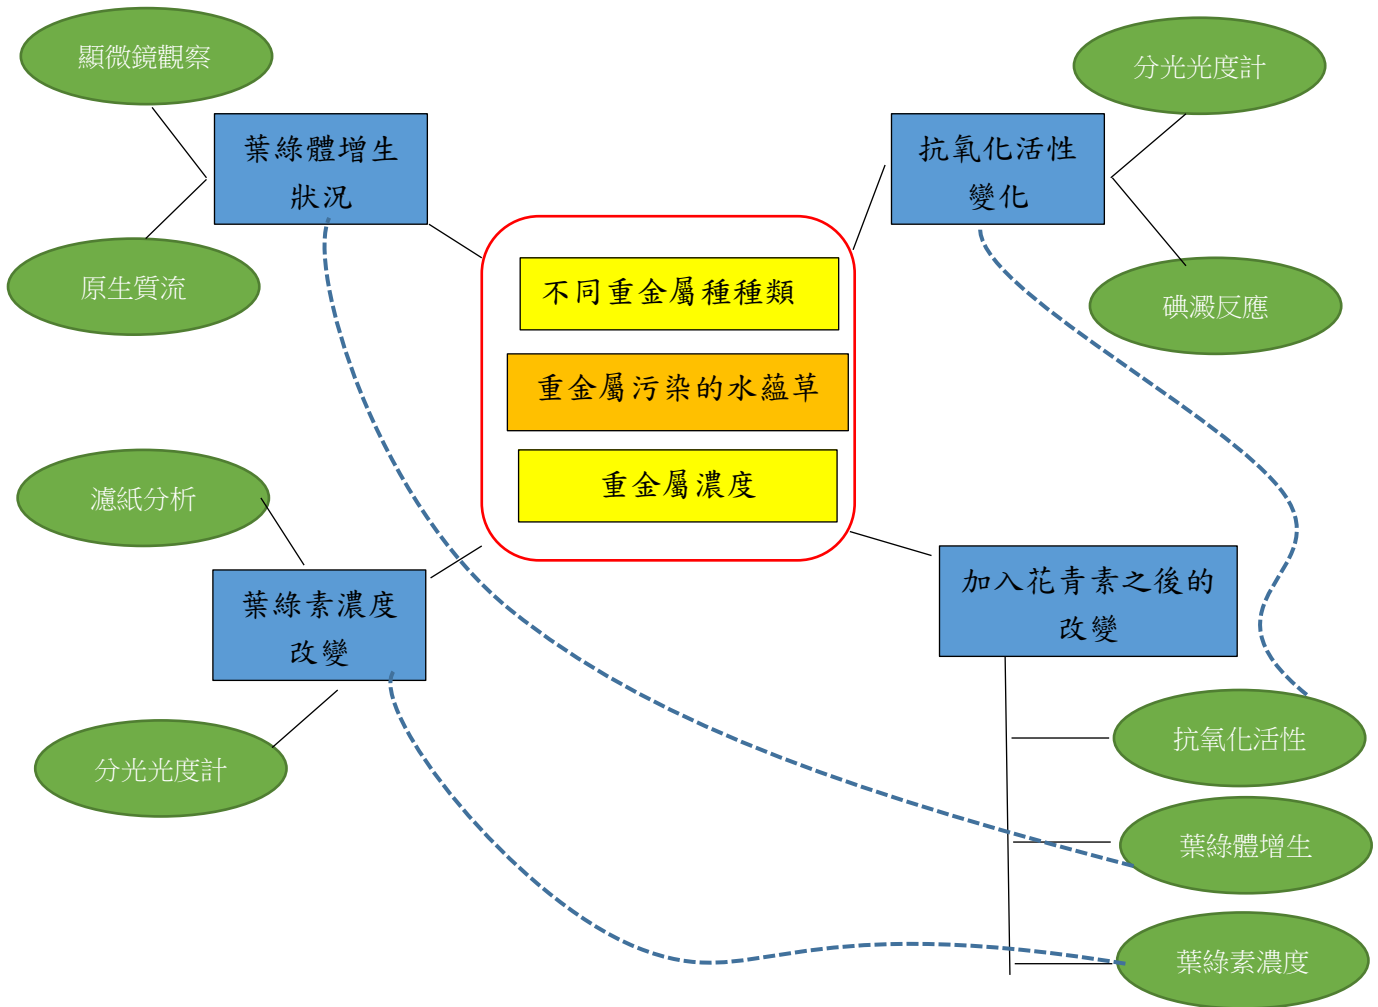 顯微鏡觀察
分光光度計
葉綠體增生
狀況
抗氧化活性
變化
原生質流
不同重金屬種種類
碘澱反應
重金屬污染的水蘊草
濾紙分析
重金屬濃度
葉綠素濃度
改變
加入花青素之後的
改變
分光光度計
抗氧化活性
葉綠體增生
葉綠素濃度